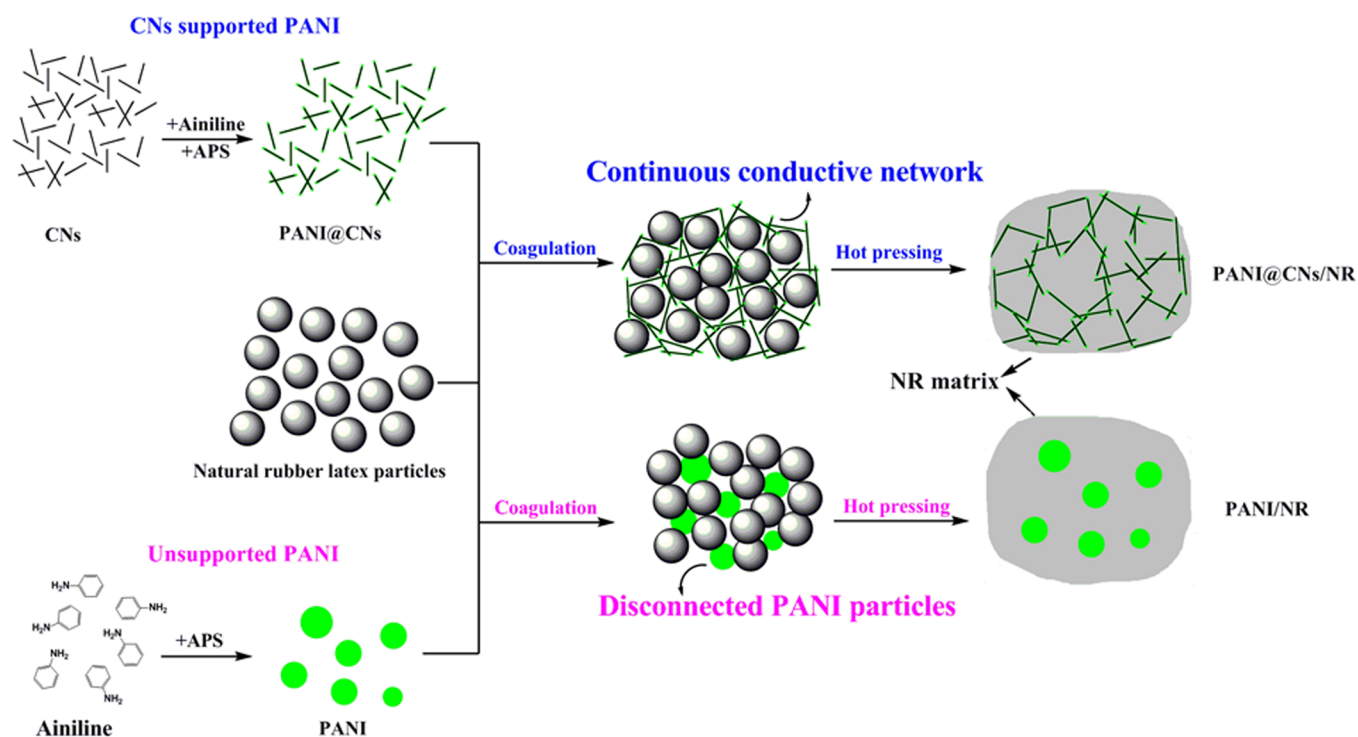 CNs supported PANI
+Ainiline
+APS
CNs
PANI@CNs
Continuous conductive network
Coagulation
Hot pressing
PANI@CNs/NR
NR matrix
Natural rubber latex particles
Coagulation
Hot pressing
PANI/NR
Unsupported PANI
Disconnected PANI particles
H₂N
NH₂
H₂N
H₂N
NH₂
NH₂
+APS
Ainiline
PANI